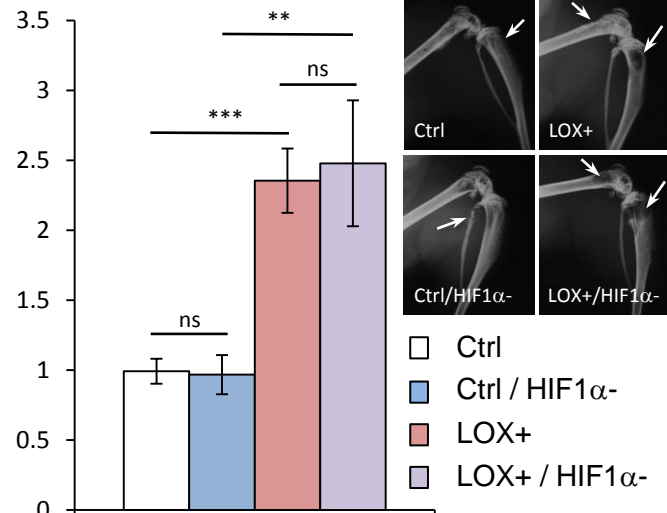 3.5
3
2.5
2
1.5
1
0.5
0
**
ns
***
ns
Ctrl
LOX+
Ctrl/HIF1α-
LOX+/HIF1α-
Ctrl
Ctrl / HIF1α-
LOX+
LOX+ / HIF1α-